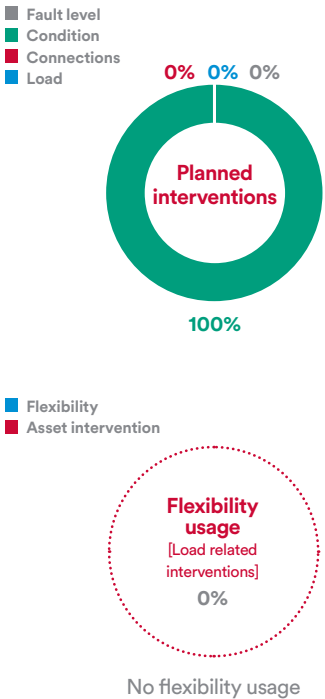 Fault level
Condition
Connections
Load
0% 0% 0%
Planned
interventions
100%
Flexibility
Asset intervention
Flexibility
usage
[Load related
interventions]
0%
No flexibility usage